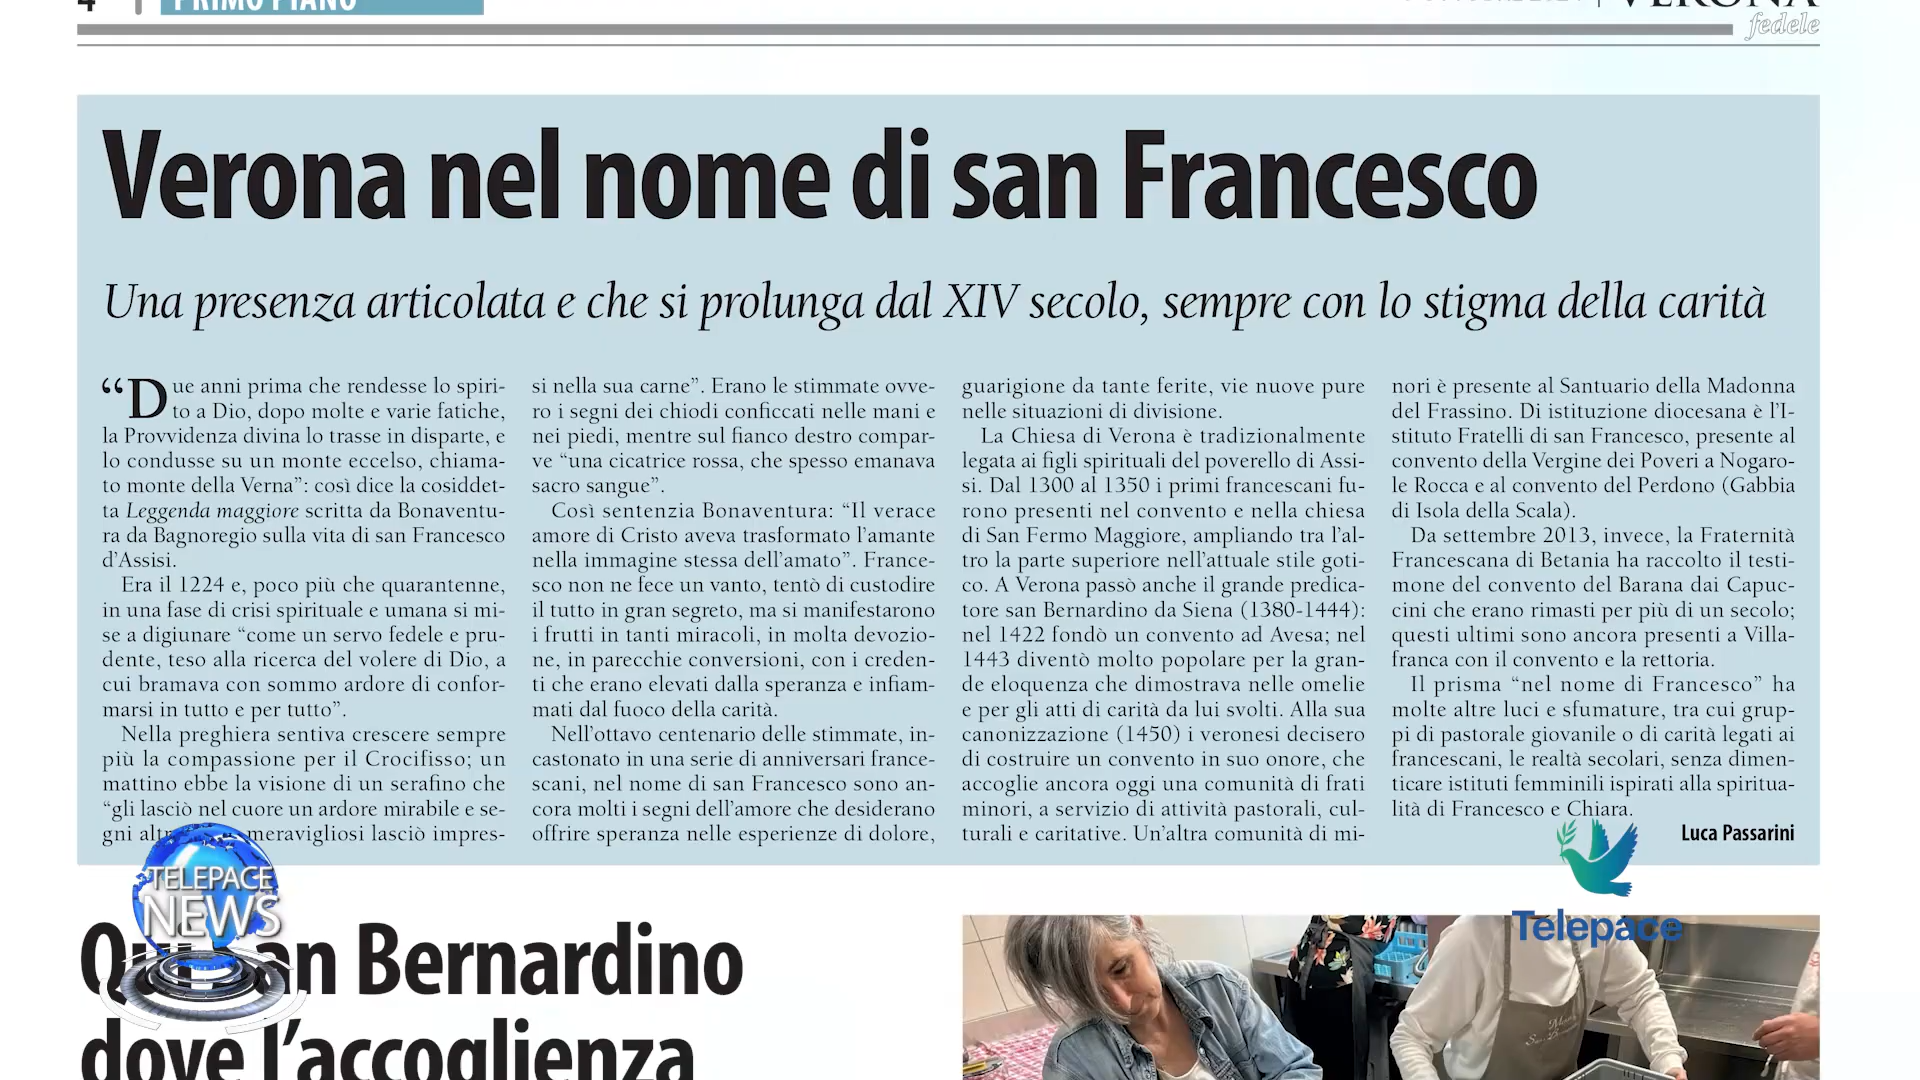 4 PRIMO PIANO
VERONA
fedele
Verona nel nome di san Francesco
Una presenza articolata e che si prolunga dal XIV secolo, sempre con lo stigma della carità
“Due anni prima che rendesse lo spiri-
to a Dio, dopo molte e varie fatiche,
la Provvidenza divina lo trasse in disparte, e
lo condusse su un monte eccelso, chiama-
to monte della Verna”: così dice la cosiddet-
ta Leggenda maggiore scritta da Bonaventu-
ra da Bagnoregio sulla vita di san Francesco
d’Assisi.
Era il 1224 e, poco più che quarantenne,
in una fase di crisi spirituale e umana si mi-
se a digiunare “come un servo fedele e pru-
dente, teso alla ricerca del volere di Dio, a
cui bramava con sommo ardore di confor-
marsi in tutto e per tutto”.
Nella preghiera sentiva crescere sempre
più la compassione per il Crocifisso; un
mattino ebbe la visione di un serafino che
“gli lasciò nel cuore un ardore mirabile e se-
gni meravigliosi lasciò impres-
si nella sua carne”. Erano le stimmate ovve-
ro i segni dei chiodi conficcati nelle mani e
nei piedi, mentre sul fianco destro compar-
ve “una cicatrice rossa, che spesso emanava
sacro sangue”.
Così sentenzia Bonaventura: “Il verace
amore di Cristo aveva trasformato l’amante
nella immagine stessa dell’amato”. France-
sco non ne fece un vanto, tentò di custodire
il tutto in gran segreto, ma si manifestarono
i frutti in tanti miracoli, in molta devozio-
ne, in parecchie conversioni, con i creden-
ti che erano elevati dalla speranza e infiam-
mati dal fuoco della carità.
Nell’ottavo centenario delle stimmate, in-
castonato in una serie di anniversari france-
scani, nel nome di san Francesco sono an-
cora molti i segni dell’amore che desiderano
offrire speranza nelle esperienze di dolore,
guarigione da tante ferite, vie nuove pure
nelle situazioni di divisione.
La Chiesa di Verona è tradizionalmente
legata ai figli spirituali del poverello di Assi-
si. Dal 1300 al 1350 i primi francescani fu-
rono presenti nel convento e nella chiesa
di San Fermo Maggiore, ampliando tra l’al-
tro la parte superiore nell’attuale stile goti-
co. A Verona passò anche il grande predica-
tore san Bernardino da Siena (1380-1444):
nel 1422 fondò un convento ad Avesa; nel
1443 diventò molto popolare per la gran-
de eloquenza che dimostrava nelle omelie
e per gli atti di carità da lui svolti. Alla sua
canonizzazione (1450) i veronesi decisero
di costruire un convento in suo onore, che
accoglie ancora oggi una comunità di frati
minori, a servizio di attività pastorali, cul-
turali e caritative. Un’altra comunità di mi-
nori è presente al Santuario della Madonna
del Frassino. Di istituzione diocesana è l’I-
stituto Fratelli di san Francesco, presente al
convento della Vergine dei Poveri a Nogaro-
le Rocca e al convento del Perdono (Gabbia
di Isola della Scala).
Da settembre 2013, invece, la Fraternità
Francescana di Betania ha raccolto il testi-
mone del convento del Barana dai Capuc-
cini che erano rimasti per più di un secolo;
questi ultimi sono ancora presenti a Villa-
franca con il convento e la rettoria.
Il prisma “nel nome di Francesco” ha
molte altre luci e sfumature, tra cui grup-
pi di pastorale giovanile o di carità legati ai
francescani, le realtà secolari, senza dimen-
ticare istituti femminili ispirati alla spiritua-
lità di Francesco e Chiara.
Luca Passarini
TELEPACE
NEWS
Telepace
Qui San Bernardino
dove l’accoglienza